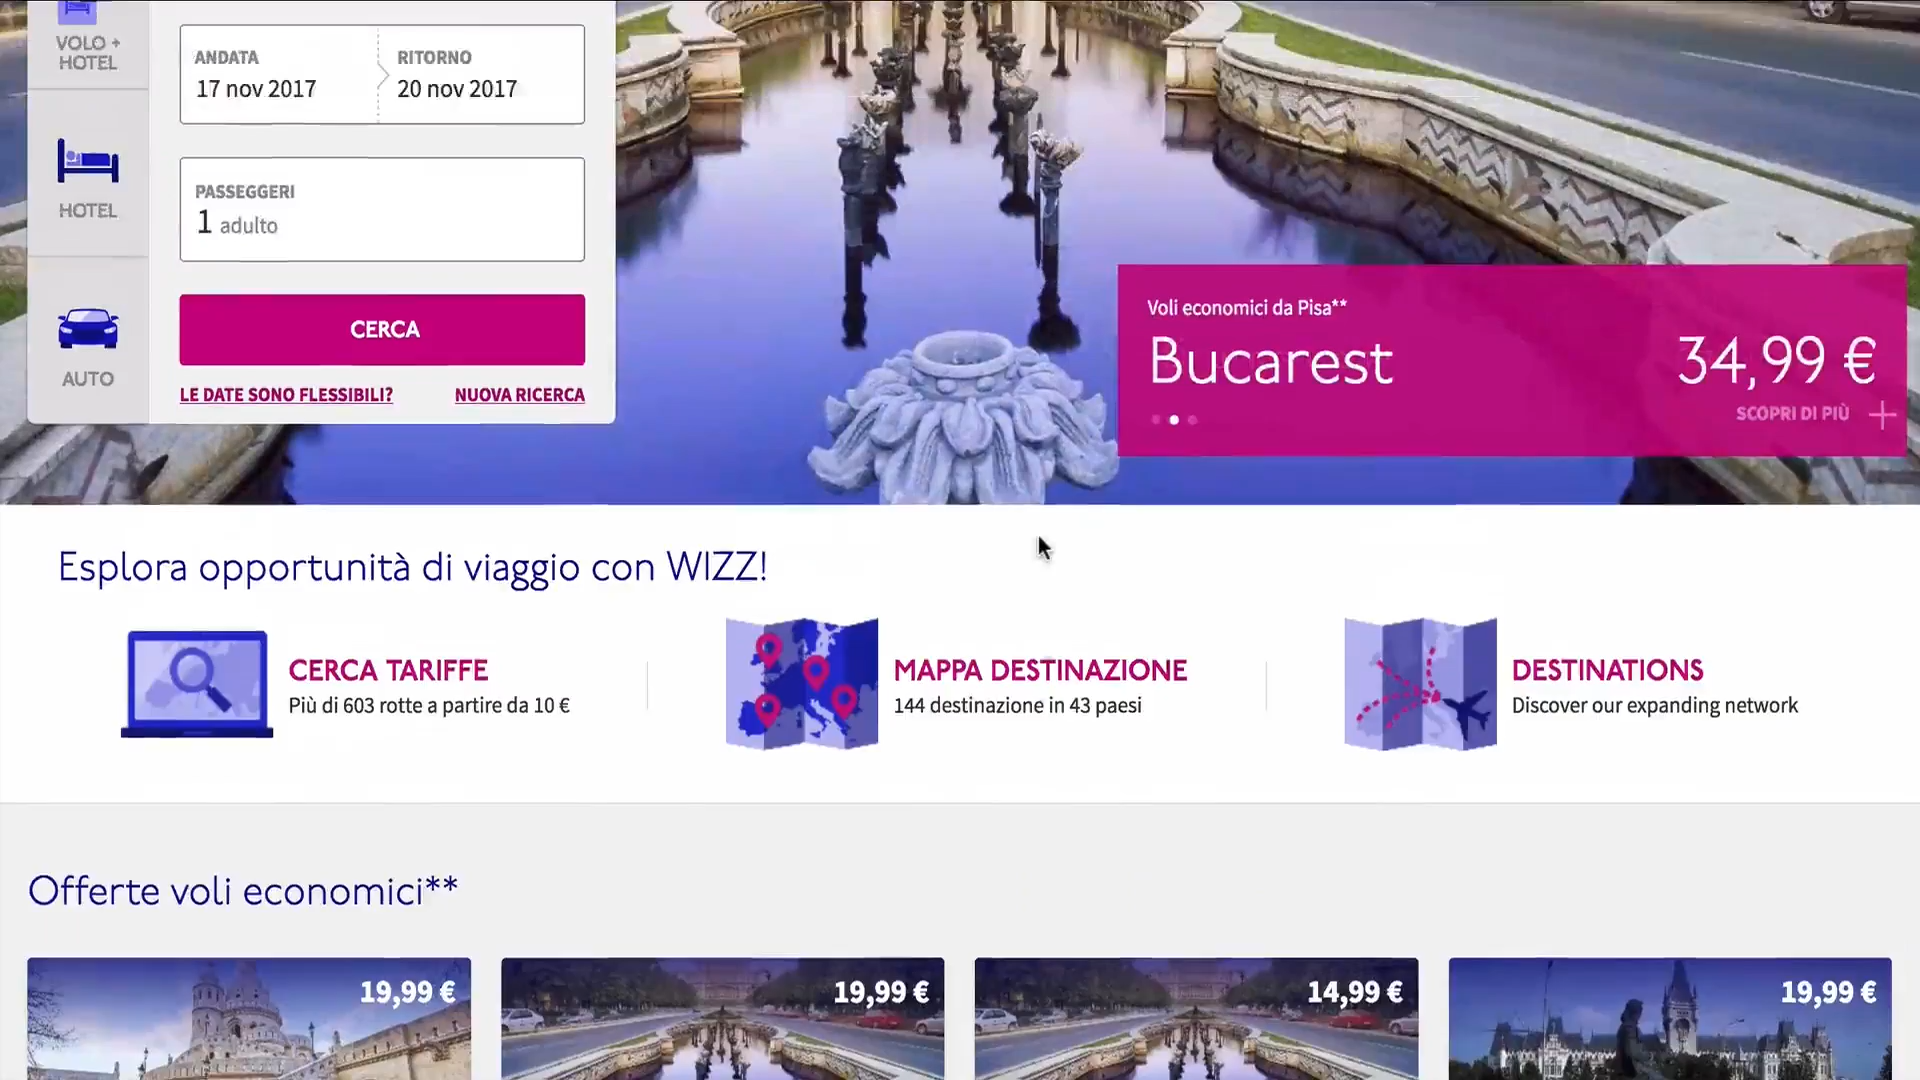 VOLO +
HOTEL
ANDATA
17 nov 2017
RITORNO
20 nov 2017
HOTEL
PASSEGGERI
1 adulto
CERCA
AUTO
LE DATE SONO FLESSIBILI?
NUOVA RICERCA
Voli economici da Pisa**
Bucarest
34,99 €
SCOPRI DI PIÙ
Esplora opportunità di viaggio con WIZZ!
CERCA TARIFFE
Più di 603 rotte a partire da 10 €
MAPPA DESTINAZIONE
144 destinazione in 43 paesi
DESTINATIONS
Discover our expanding network
Offerte voli economici**
19,99 €
19,99 €
14,99 €
19,99 €